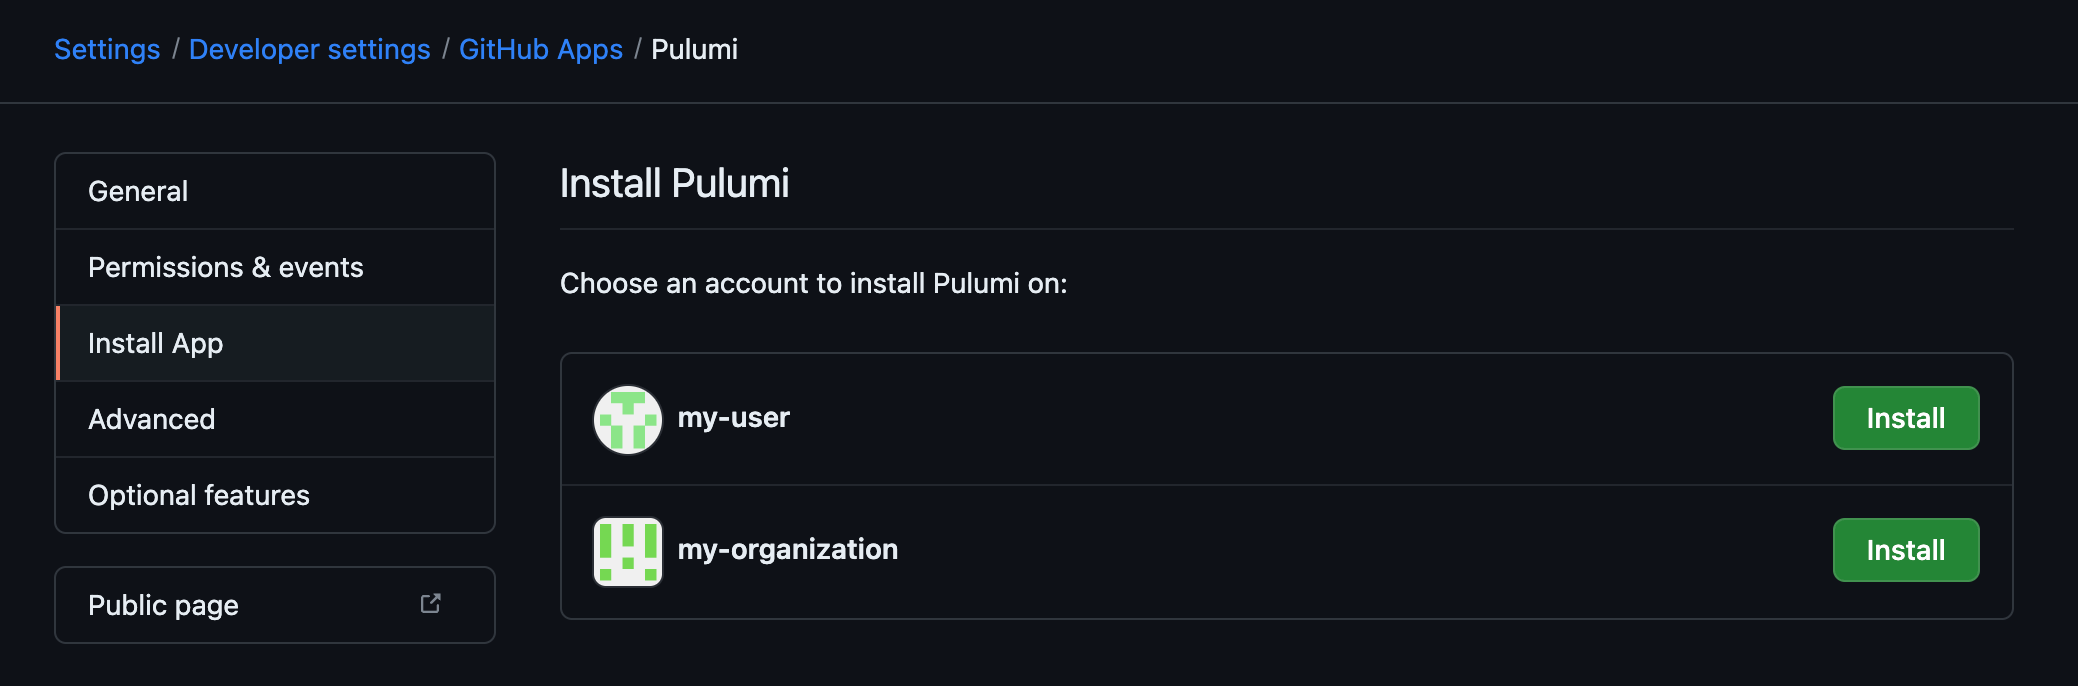 Settings / Developer settings / GitHub Apps / Pulumi
General
Permissions & events
Install App
Advanced
Optional features
Public page
Install Pulumi
Choose an account to install Pulumi on:
my-user
Install
my-organization
Install